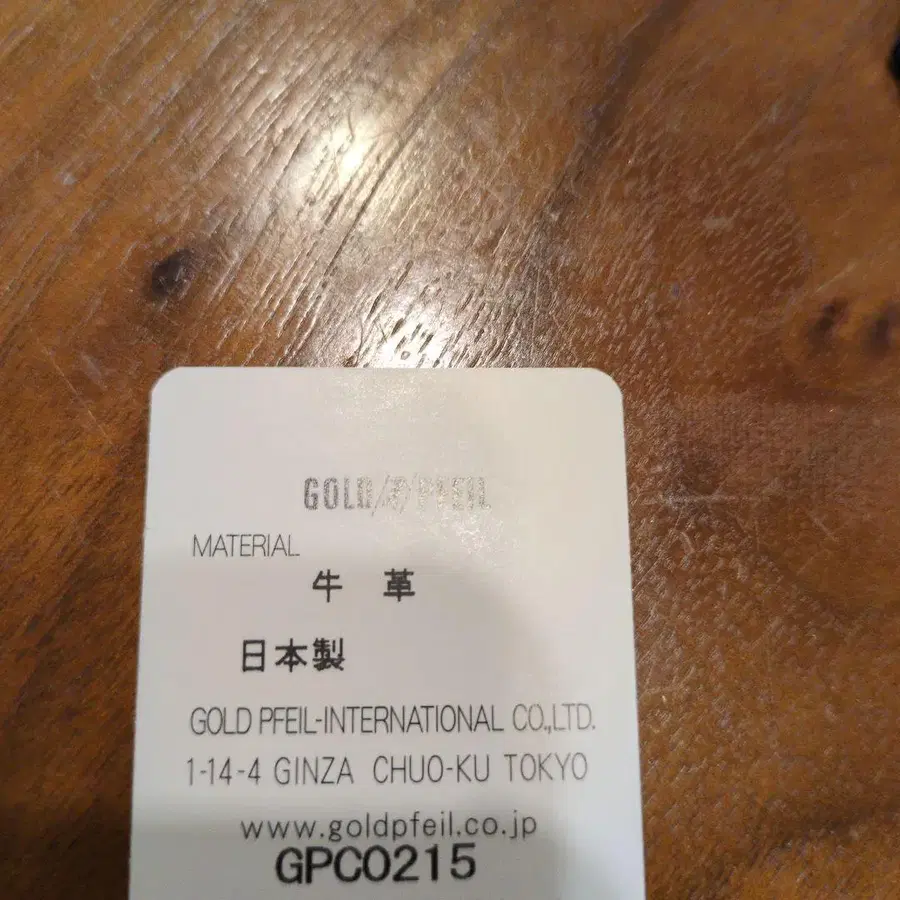 GOLD/P/PFEIL
MATERIAL
牛 革
日本製
GOLD PFEIL-INTERNATIONAL CO.,LTD.
1-14-4 GINZA CHUO-KU TOKYO
www.goldpfeil.co.jp
GPC0215